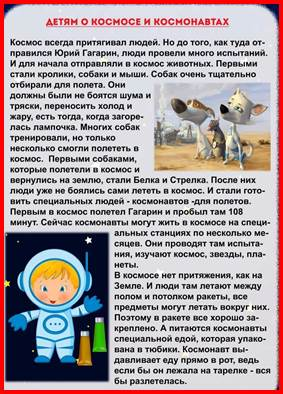 ДЕТЯМ О КОСМОСЕ И КОСМОНАВТАХ
Космос всегда притягивал людей. Но до того, как туда от-
правился Юрий Гагарин, люди провели много испытаний.
И для начала отправляли в космос животных. Первыми
стали кролики, собаки и мыши. Собак очень тщательно
отбирали для полета. Они
должны были не боятся шума и
тряски, переносить холод и
жару, есть тогда, когда загоре-
лась лампочка. Многих собак
тренировали, но только
несколько смогли полететь в
космос. Первыми собаками,
которые полетели в космос и
вернулись на землю, стали Белка и Стрелка. После них
люди уже не боялись сами лететь в космос. И стали гото-
вить специальных людей - космонавтов -для полетов.
Первым в космос полетел Гагарин и пробыл там 108
минут. Сейчас космонавты могут жить в космосе на специ-
альных станциях по несколько ме-
сяцев. Они проводят там испыта-
ния, изучают космос, звезды, пла-
неты.
В космосе нет притяжения, как на
Земле. И люди там летают между
полом и потолком ракеты, все
предметы могут летать вокруг них.
Поэтому в ракете все хорошо за-
креплено. А питаются космонавты
специальной едой, которая упако-
вана в тюбики. Космонавт вы-
давливает еду прямо в рот, ведь
если бы он лежала на тарелке - вся
бы разлетелась.